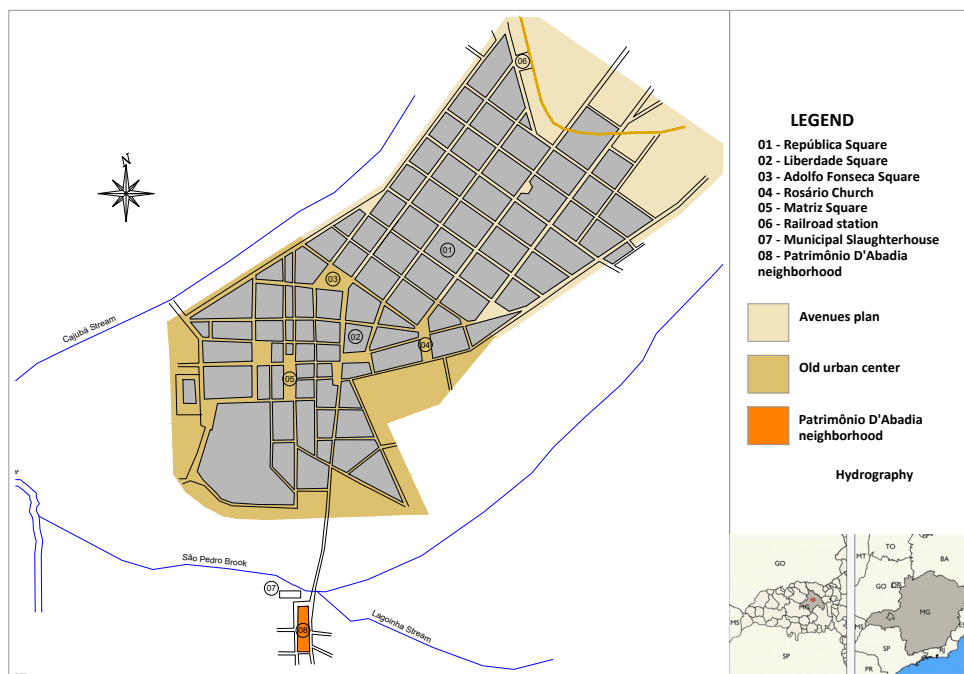 N
06
01
03
02
04
05
Cajubá Stream
São Pedro Brook
07
Lagoinha Stream
08
LEGEND
01 - República Square
02 - Liberdade Square
03 - Adolfo Fonseca Square
04 - Rosário Church
05 - Matriz Square
06 - Railroad station
07 - Municipal Slaughterhouse
08 - Patrimônio D'Abadia
neighborhood
Avenues plan
Old urban center
Patrimônio D'Abadia
neighborhood
Hydrography
GO
MG
MS
SP
MT
TO
BA
GO
MG
MS
SP
RJ
PR